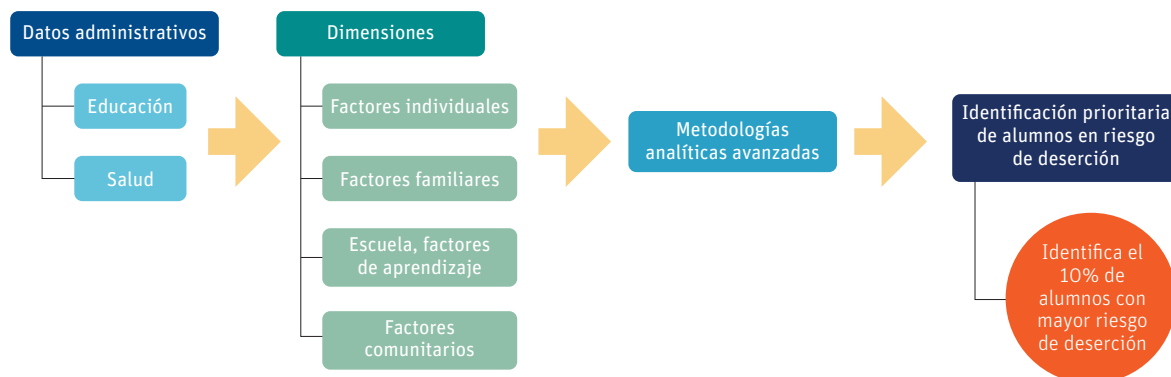 Datos administrativos
Educación
Salud
Dimensiones
Factores individuales
Factores familiares
Escuela, factores
de aprendizaje
Factores
comunitarios
Metodologías
analíticas avanzadas
Identificación prioritaria
de alumnos en riesgo
de deserción
Identifica el
10% de
alumnos con
mayor riesgo
de deserción